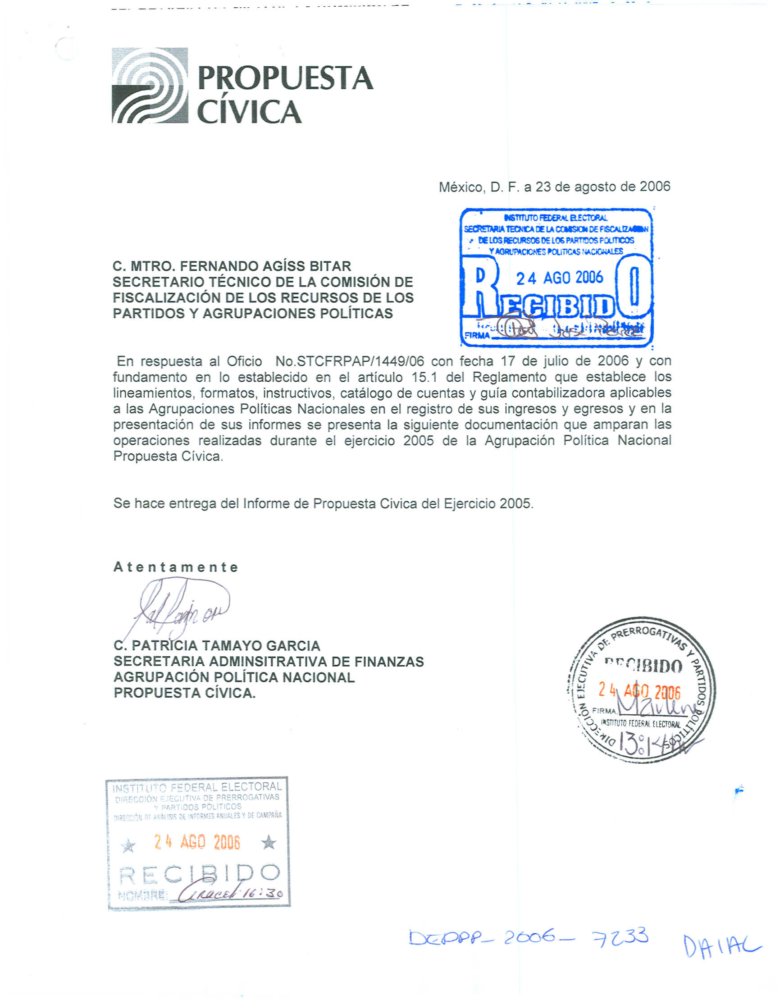 PROPUESTA
CÍVICA
México, D. F. a 23 de agosto de 2006
INSTITUTO FEDERAL ELECTORAL
SECRETARIA TECNICA DE LA COMISION DE FISCALIZACION
DE LOS RECURSOS DE LOS PARTIDOS POLITICOS
Y AGRUPACIONES POLITICAS NACIONALES
24 AGO 2006
RECIBIDO
FIRMA José Pérez
C. MTRO. FERNANDO AGÍSS BITAR
SECRETARIO TÉCNICO DE LA COMISIÓN DE
FISCALIZACIÓN DE LOS RECURSOS DE LOS
PARTIDOS Y AGRUPACIONES POLÍTICAS
En respuesta al Oficio No.STCFRPAP/1449/06 con fecha 17 de julio de 2006 y con
fundamento en lo establecido en el artículo 15.1 del Reglamento que establece los
lineamientos, formatos, instructivos, catálogo de cuentas y guía contabilizadora aplicables
a las Agrupaciones Políticas Nacionales en el registro de sus ingresos y egresos y en la
presentación de sus informes se presenta la siguiente documentación que amparan las
operaciones realizadas durante el ejercicio 2005 de la Agrupación Política Nacional
Propuesta Cívica.
Se hace entrega del Informe de Propuesta Civica del Ejercicio 2005.
Atentamente
C. PATRICIA TAMAYO GARCIA
SECRETARIA ADMINSITRATIVA DE FINANZAS
AGRUPACIÓN POLÍTICA NACIONAL
PROPUESTA CÍVICA.
DIRECCIÓN EJECUTIVA DE PRERROGATIVAS Y PARTIDOS POLÍTICOS
RECIBIDO
24 AGO 2006
FIRMA Marlene
INSTITUTO FEDERAL ELECTORAL
13:14
INSTITUTO FEDERAL ELECTORAL
DIRECCIÓN EJECUTIVA DE PRERROGATIVAS
Y PARTIDOS POLÍTICOS
DIRECCIÓN DE ANÁLISIS DE INFORMES ANUALES Y DE CAMPAÑA
24 AGO 2006
RECIBIDO
NOMBRE: Araceli 16:30
DEPPP-2006-7233 DAIAC